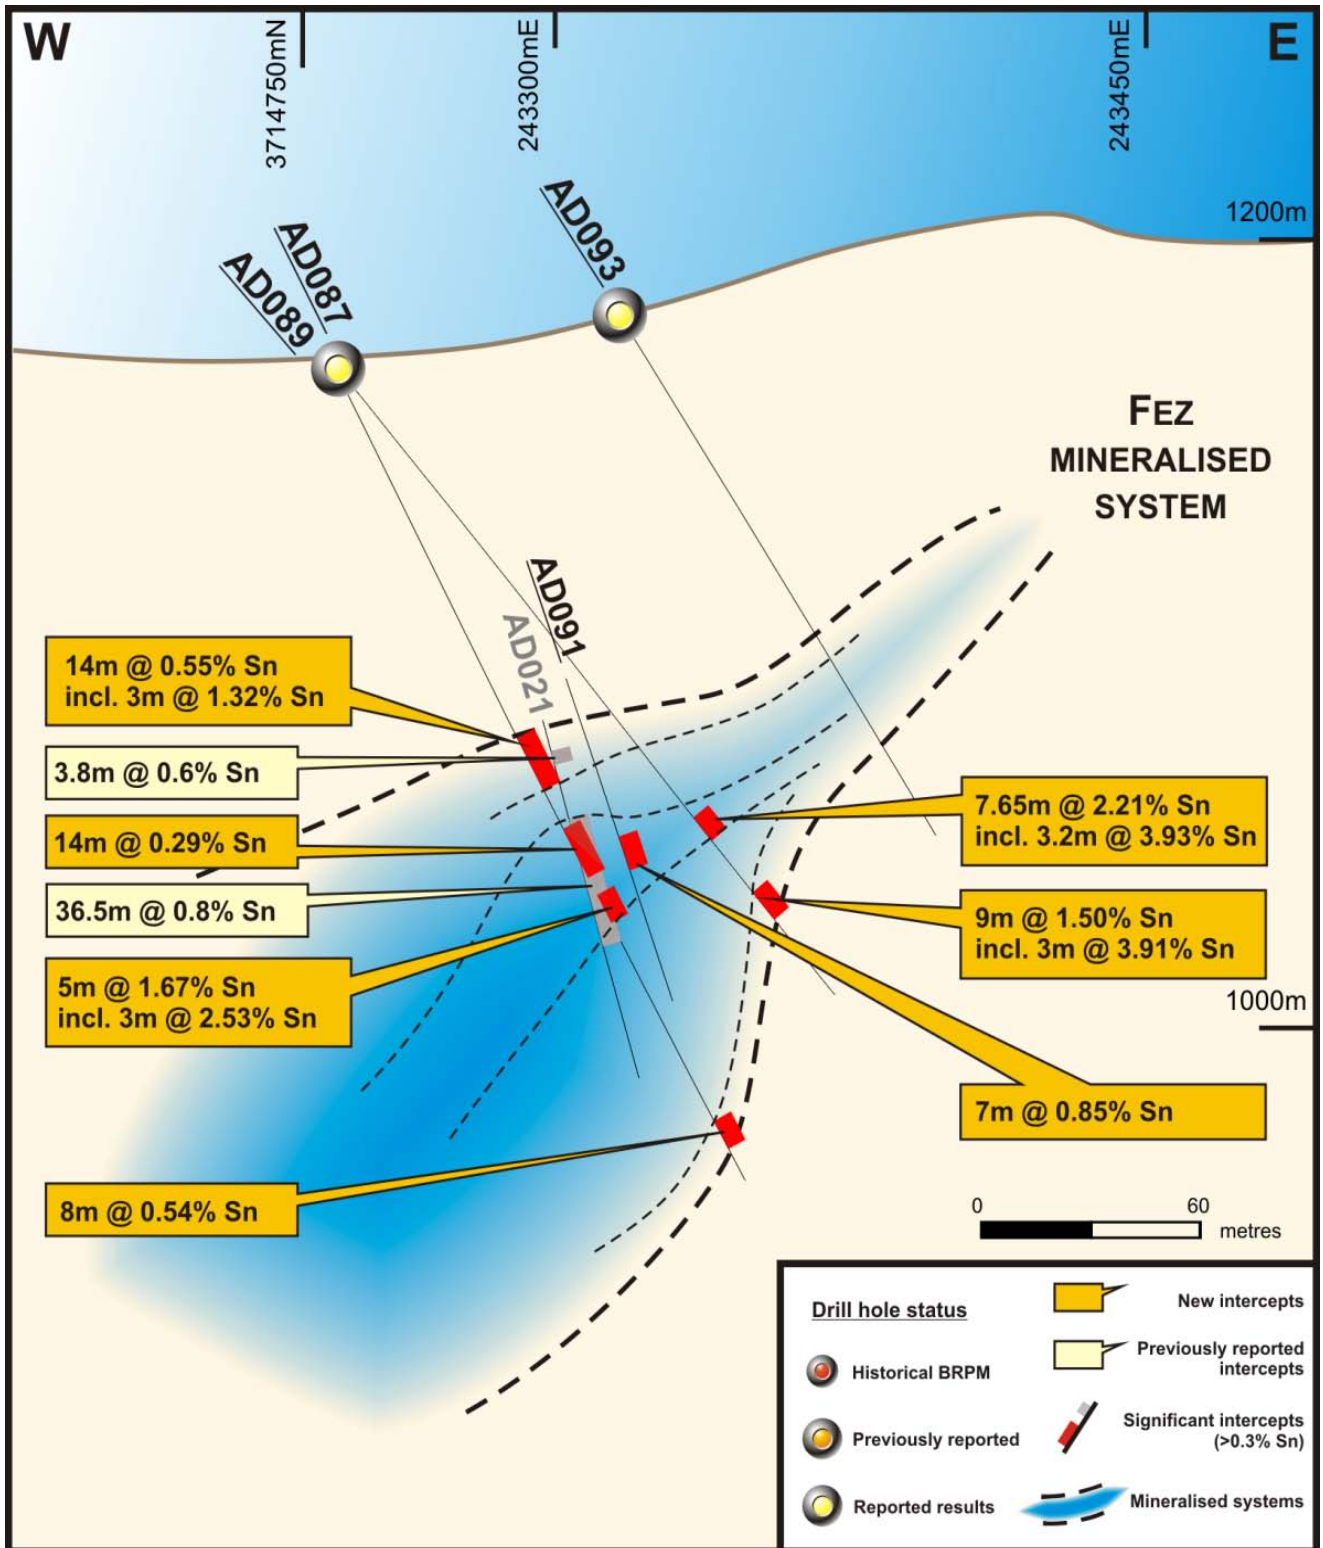 W
3714750mN
243300mE
243450mE
E
1200m
AD093
AD087
AD089
FEZ
MINERALISED
SYSTEM
AD091
AD021
14m @ 0.55% Sn
incl. 3m @ 1.32% Sn
3.8m @ 0.6% Sn
14m @ 0.29% Sn
36.5m @ 0.8% Sn
5m @ 1.67% Sn
incl. 3m @ 2.53% Sn
8m @ 0.54% Sn
7.65m @ 2.21% Sn
incl. 3.2m @ 3.93% Sn
9m @ 1.50% Sn
incl. 3m @ 3.91% Sn
1000m
7m @ 0.85% Sn
0 60
metres
Drill hole status
Historical BRPM
Previously reported
Reported results
New intercepts
Previously reported
intercepts
Significant intercepts
(>0.3% Sn)
Mineralised systems